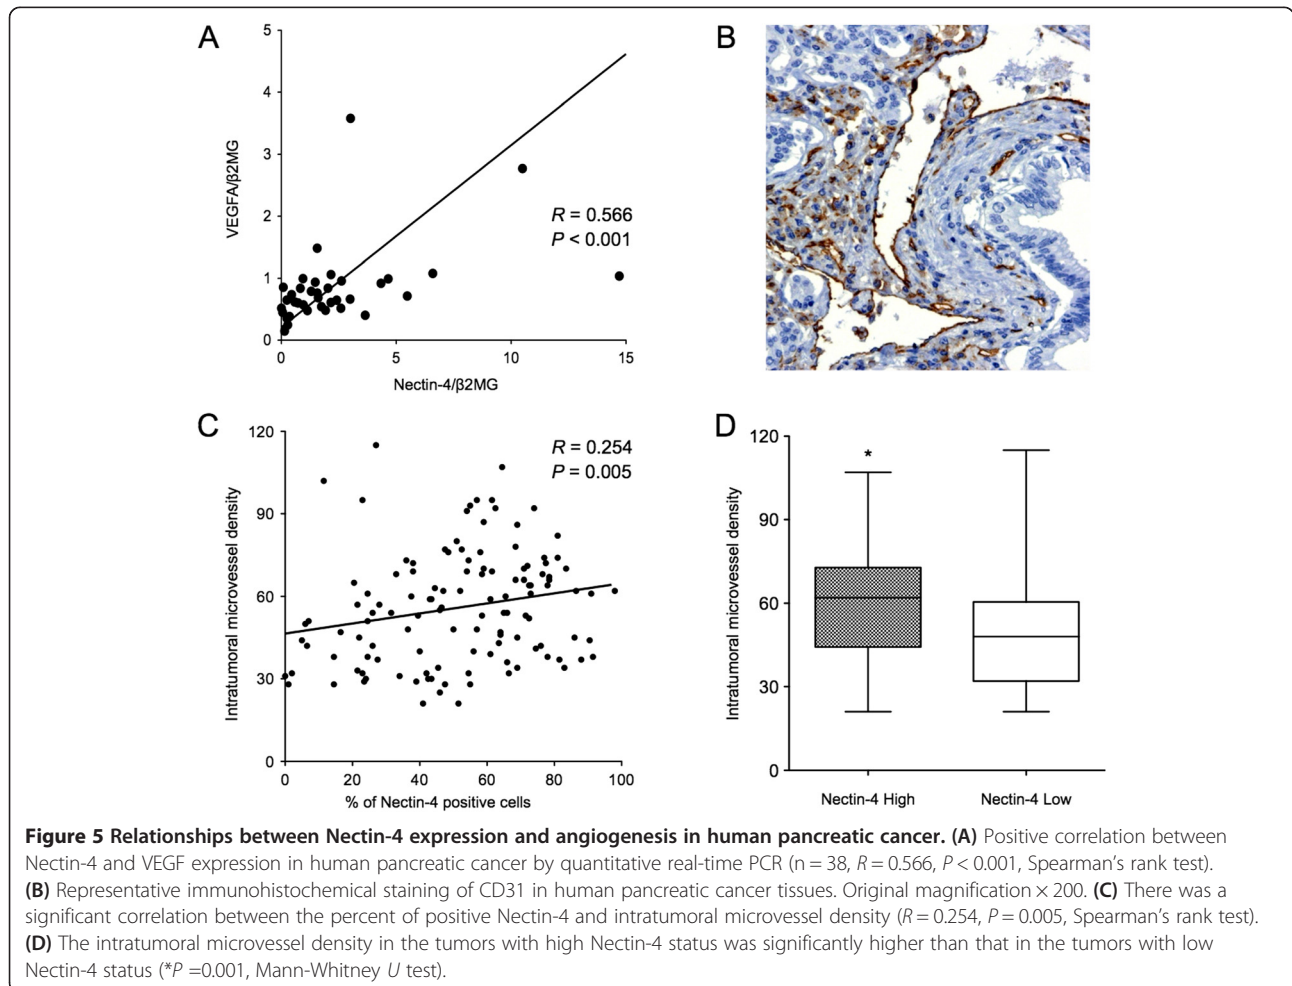 A
5
4
3
2
1
0
VEGFA/β2MG
R = 0.566
P < 0.001
0 5 10 15
Nectin-4/β2MG
B
C
120
90
60
30
0
Intratumoral microvessel density
R = 0.254
P = 0.005
0 20 40 60 80 100
% of Nectin-4 positive cells
D
120
90
60
30
0
Intratumoral microvessel density
*
Nectin-4 High Nectin-4 Low
Figure 5 Relationships between Nectin-4 expression and angiogenesis in human pancreatic cancer. (A) Positive correlation between
Nectin-4 and VEGF expression in human pancreatic cancer by quantitative real-time PCR (n = 38, R = 0.566, P < 0.001, Spearman's rank test).
(B) Representative immunohistochemical staining of CD31 in human pancreatic cancer tissues. Original magnification × 200. (C) There was a
significant correlation between the percent of positive Nectin-4 and intratumoral microvessel density (R = 0.254, P = 0.005, Spearman's rank test).
(D) The intratumoral microvessel density in the tumors with high Nectin-4 status was significantly higher than that in the tumors with low
Nectin-4 status (*P =0.001, Mann-Whitney U test).